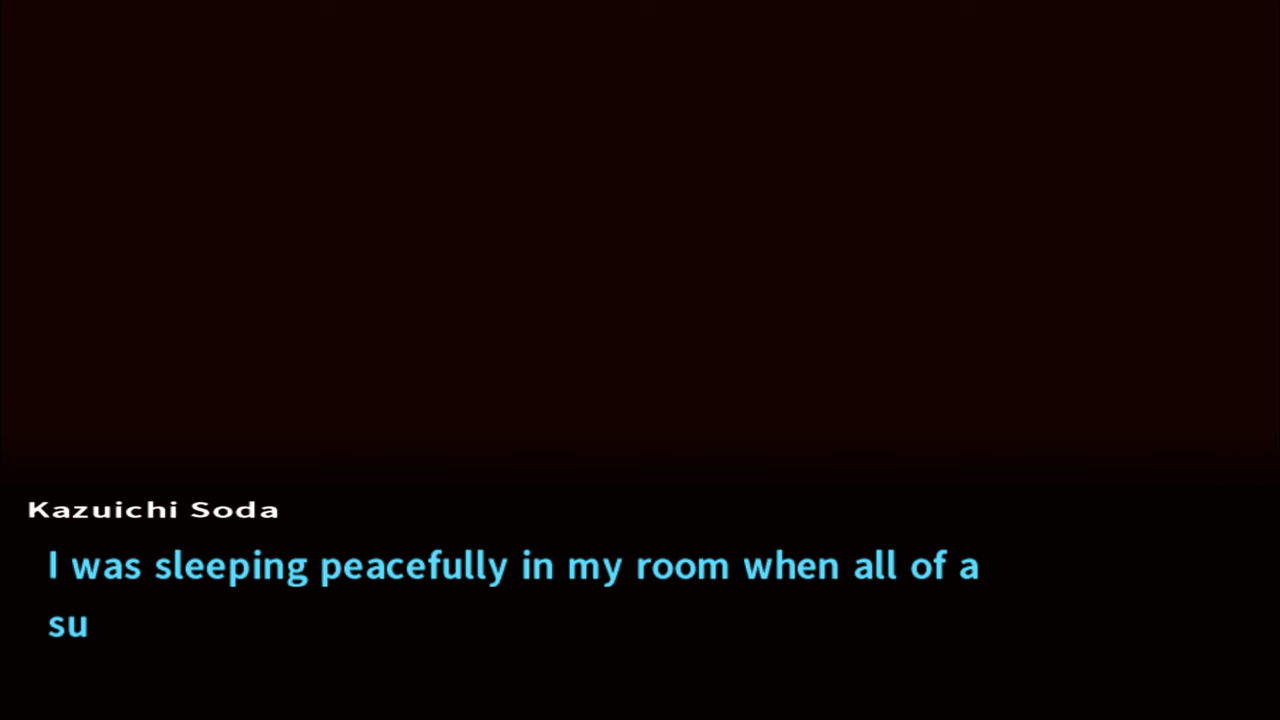 Kazuichi Soda
I was sleeping peacefully in my room when all of a
su